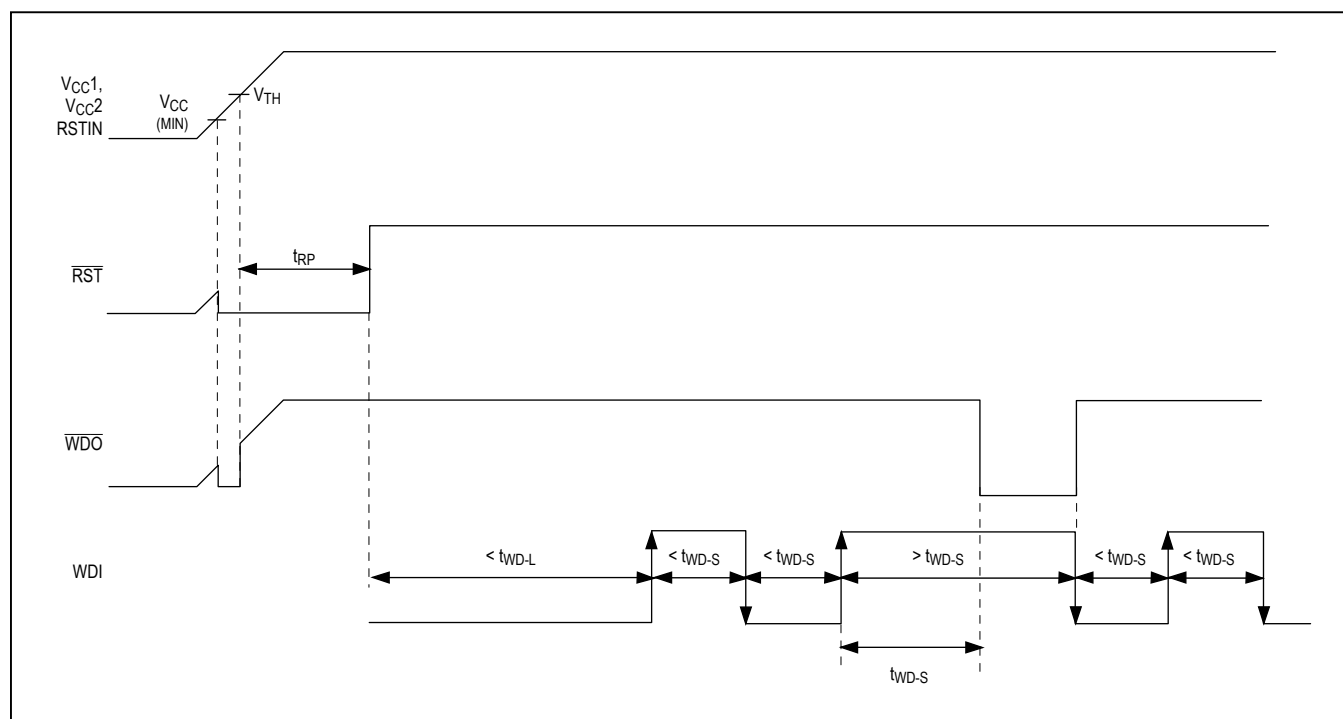 VCC1,
VCC2
RSTIN
VCC
(MIN)
VTH
RST
tRP
WDO
WDI
< tWD-L
< tWD-S
< tWD-S
> tWD-S
< tWD-S
< tWD-S
tWD-S